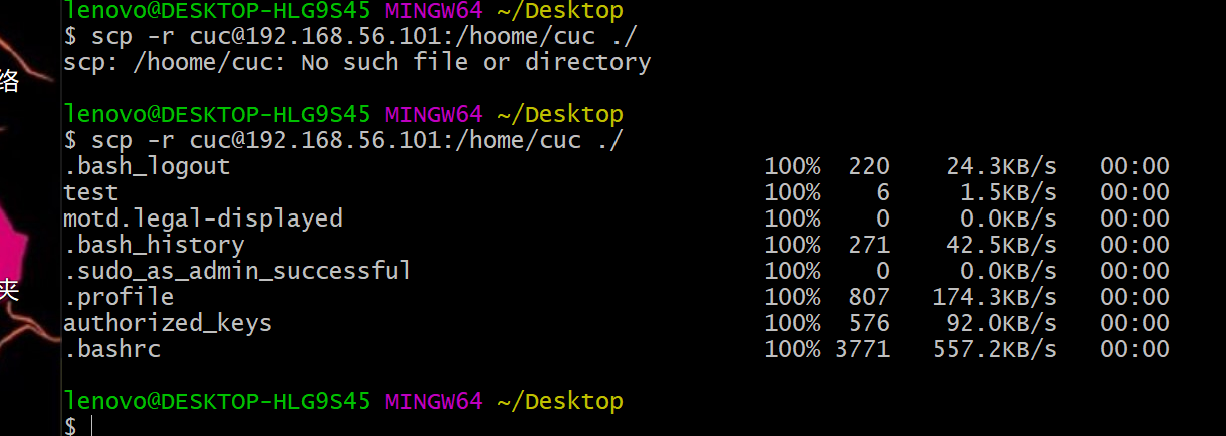 lenovo@DESKTOP-HLG9S45 MINGW64 ~/Desktop
$ scp -r cuc@192.168.56.101:/hoome/cuc ./
scp: /hoome/cuc: No such file or directory
络
lenovo@DESKTOP-HLG9S45 MINGW64 ~/Desktop
$ scp -r cuc@192.168.56.101:/home/cuc ./
.bash_logout 100% 220 24.3KB/s 00:00
test 100% 6 1.5KB/s 00:00
motd.legal-displayed 100% 0 0.0KB/s 00:00
.bash_history 100% 271 42.5KB/s 00:00
.sudo_as_admin_successful 100% 0 0.0KB/s 00:00
夹
.profile 100% 807 174.3KB/s 00:00
authorized_keys 100% 576 92.0KB/s 00:00
.bashrc 100% 3771 557.2KB/s 00:00
lenovo@DESKTOP-HLG9S45 MINGW64 ~/Desktop
$